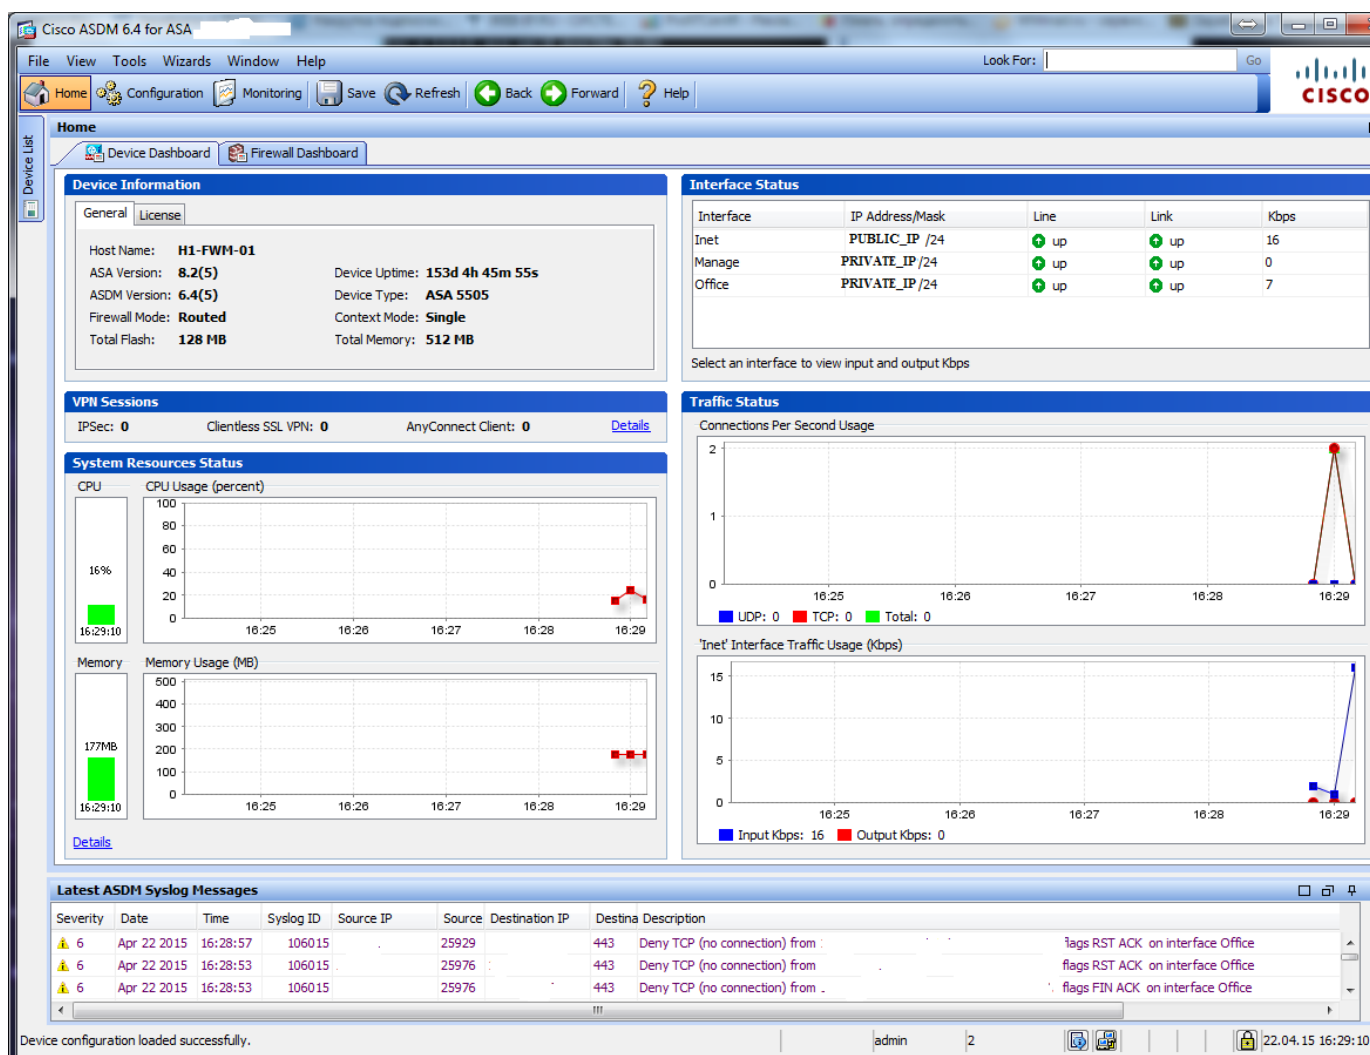 Cisco ASDM 6.4 for ASA
File View Tools Wizards Window Help Look For: Go
Home Configuration Monitoring Save Refresh Back Forward Help
CISCO
Device List
Home
Device Dashboard Firewall Dashboard
Device Information
General License
Host Name: H1-FWM-01
ASA Version: 8.2(5) Device Uptime: 153d 4h 45m 55s
ASDM Version: 6.4(5) Device Type: ASA 5505
Firewall Mode: Routed Context Mode: Single
Total Flash: 128 MB Total Memory: 512 MB
Interface Status
Interface IP Address/Mask Line Link Kbps
Inet PUBLIC_IP /24 up up 16
Manage PRIVATE_IP /24 up up 0
Office PRIVATE_IP /24 up up 7
Select an interface to view input and output Kbps
VPN Sessions
IPSec: 0 Clientless SSL VPN: 0 AnyConnect Client: 0 Details
System Resources Status
CPU CPU Usage (percent)
100
80
60
40
20
0
16%
16:29:10
16:25 16:26 16:27 16:28 16:29
Memory Memory Usage (MB)
500
400
300
200
100
0
177MB
16:29:10
16:25 16:26 16:27 16:28 16:29
Details
Traffic Status
Connections Per Second Usage
2
1
0
16:25 16:26 16:27 16:28 16:29
UDP: 0 TCP: 0 Total: 0
'Inet' Interface Traffic Usage (Kbps)
15
10
5
0
16:25 16:26 16:27 16:28 16:29
Input Kbps: 16 Output Kbps: 0
Latest ASDM Syslog Messages
Severity Date Time Syslog ID Source IP Source Destination IP Destina Description
6 Apr 22 2015 16:28:57 106015 25929 443 Deny TCP (no connection) from flags RST ACK on interface Office
6 Apr 22 2015 16:28:53 106015 25976 443 Deny TCP (no connection) from flags RST ACK on interface Office
6 Apr 22 2015 16:28:53 106015 25976 443 Deny TCP (no connection) from flags FIN ACK on interface Office
Device configuration loaded successfully. admin 2 22.04.15 16:29:10